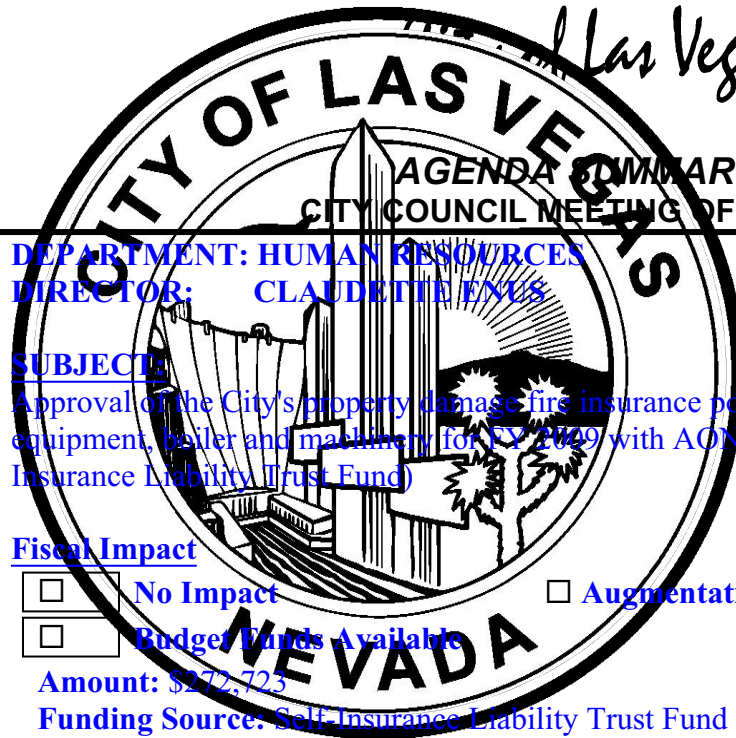 Las Veg
AGENDA SUMMAR
CITY COUNCIL MEETING OF
CITY OF LAS VEGAS
DEPARTMENT: HUMAN RESOURCES
DIRECTOR: CLAUDETTE ENUS
SUBJECT:
Approval of the City's property damage fire insurance po
equipment, boiler and machinery for FY 2009 with AON
Insurance Liability Trust Fund)
Fiscal Impact
☐ No Impact ☐ Augmentati
☐ Budget Funds Available
NEVADA
Amount: $272,723
Funding Source: Self-Insurance Liability Trust Fund